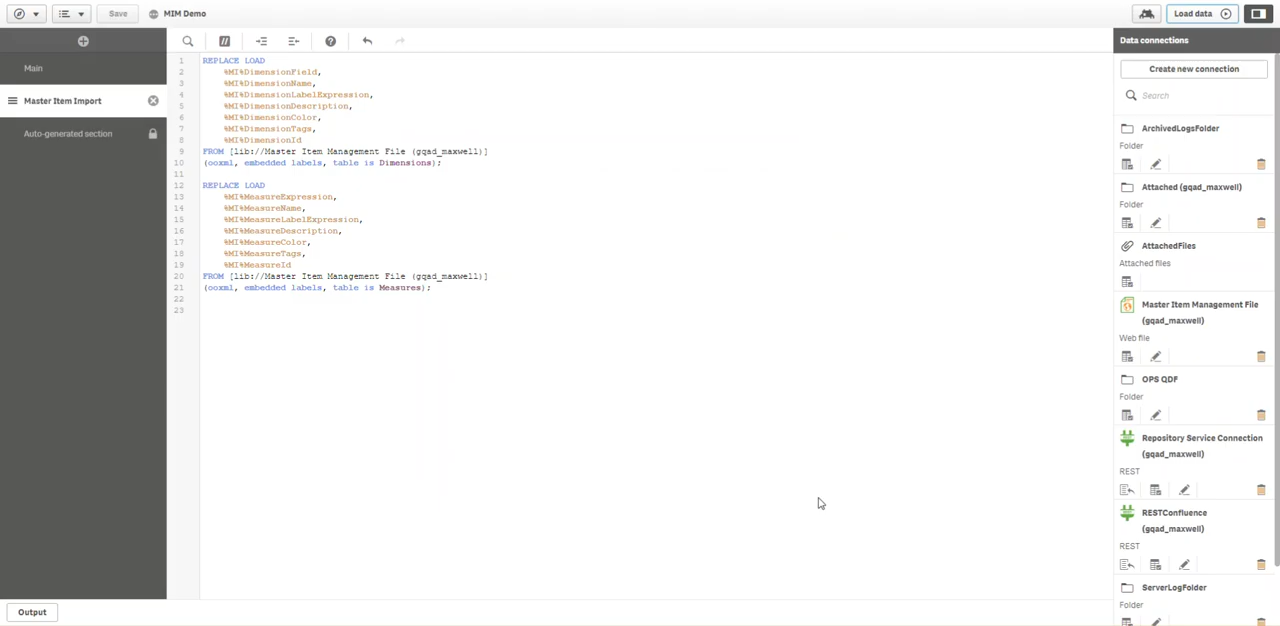 Save
MIM Demo
Load data
Main
Master Item Import
Auto-generated section
1 REPLACE LOAD
2 %MI%DimensionField,
3 %MI%DimensionName,
4 %MI%DimensionLabelExpression,
5 %MI%DimensionDescription,
6 %MI%DimensionColor,
7 %MI%DimensionTags,
8 %MI%DimensionId
9 FROM [lib://Master Item Management File (gqad_maxwell)]
10 (ooxml, embedded labels, table is Dimensions);
11
12 REPLACE LOAD
13 %MI%MeasureExpression,
14 %MI%MeasureName,
15 %MI%MeasureLabelExpression,
16 %MI%MeasureDescription,
17 %MI%MeasureColor,
18 %MI%MeasureTags,
19 %MI%MeasureId
20 FROM [lib://Master Item Management File (gqad_maxwell)]
21 (ooxml, embedded labels, table is Measures);
22
23
Output
Data connections
Create new connection
Search
ArchivedLogsFolder
Folder
Attached (gqad_maxwell)
Folder
AttachedFiles
Attached files
Master Item Management File
(gqad_maxwell)
Web file
OPS QDF
Folder
Repository Service Connection
(gqad_maxwell)
REST
RESTConfluence
(gqad_maxwell)
REST
ServerLogFolder
Folder